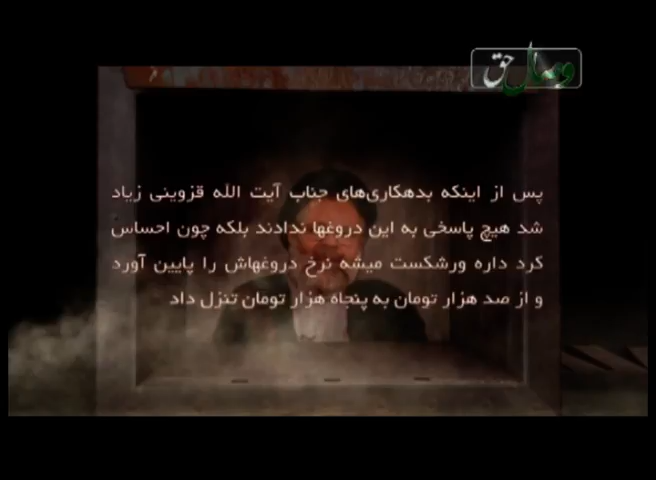 وصال حق
پس از اینکه بدهکاری‌های جناب آیت الله قزوینی زیاد
شد هیچ پاسخی به این دروغها ندادند بلکه چون احساس
کرد داره ورشکست میشه نرخ دروغهاش را پایین آورد
و از صد هزار تومان به پنجاه هزار تومان تنزل داد